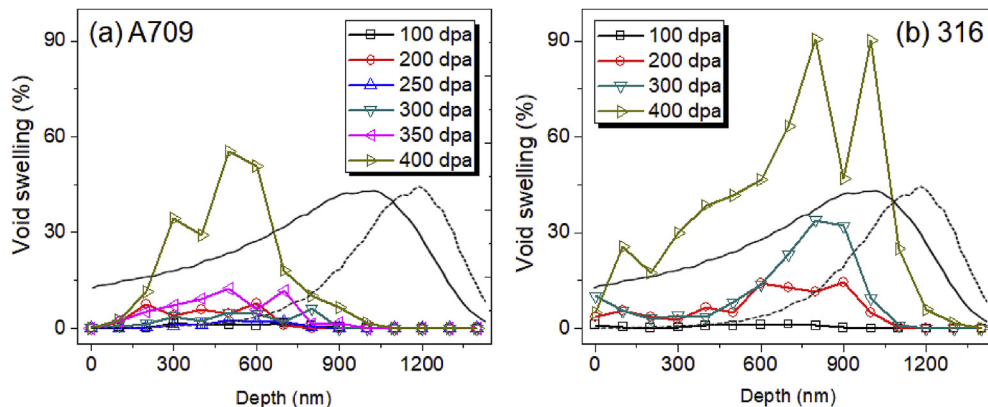 (a) A709
100 dpa
200 dpa
250 dpa
300 dpa
350 dpa
400 dpa
Void swelling (%)
90
60
30
0
0 300 600 900 1200
Depth (nm)
(b) 316
100 dpa
200 dpa
300 dpa
400 dpa
Void swelling (%)
90
60
30
0
0 300 600 900 1200
Depth (nm)